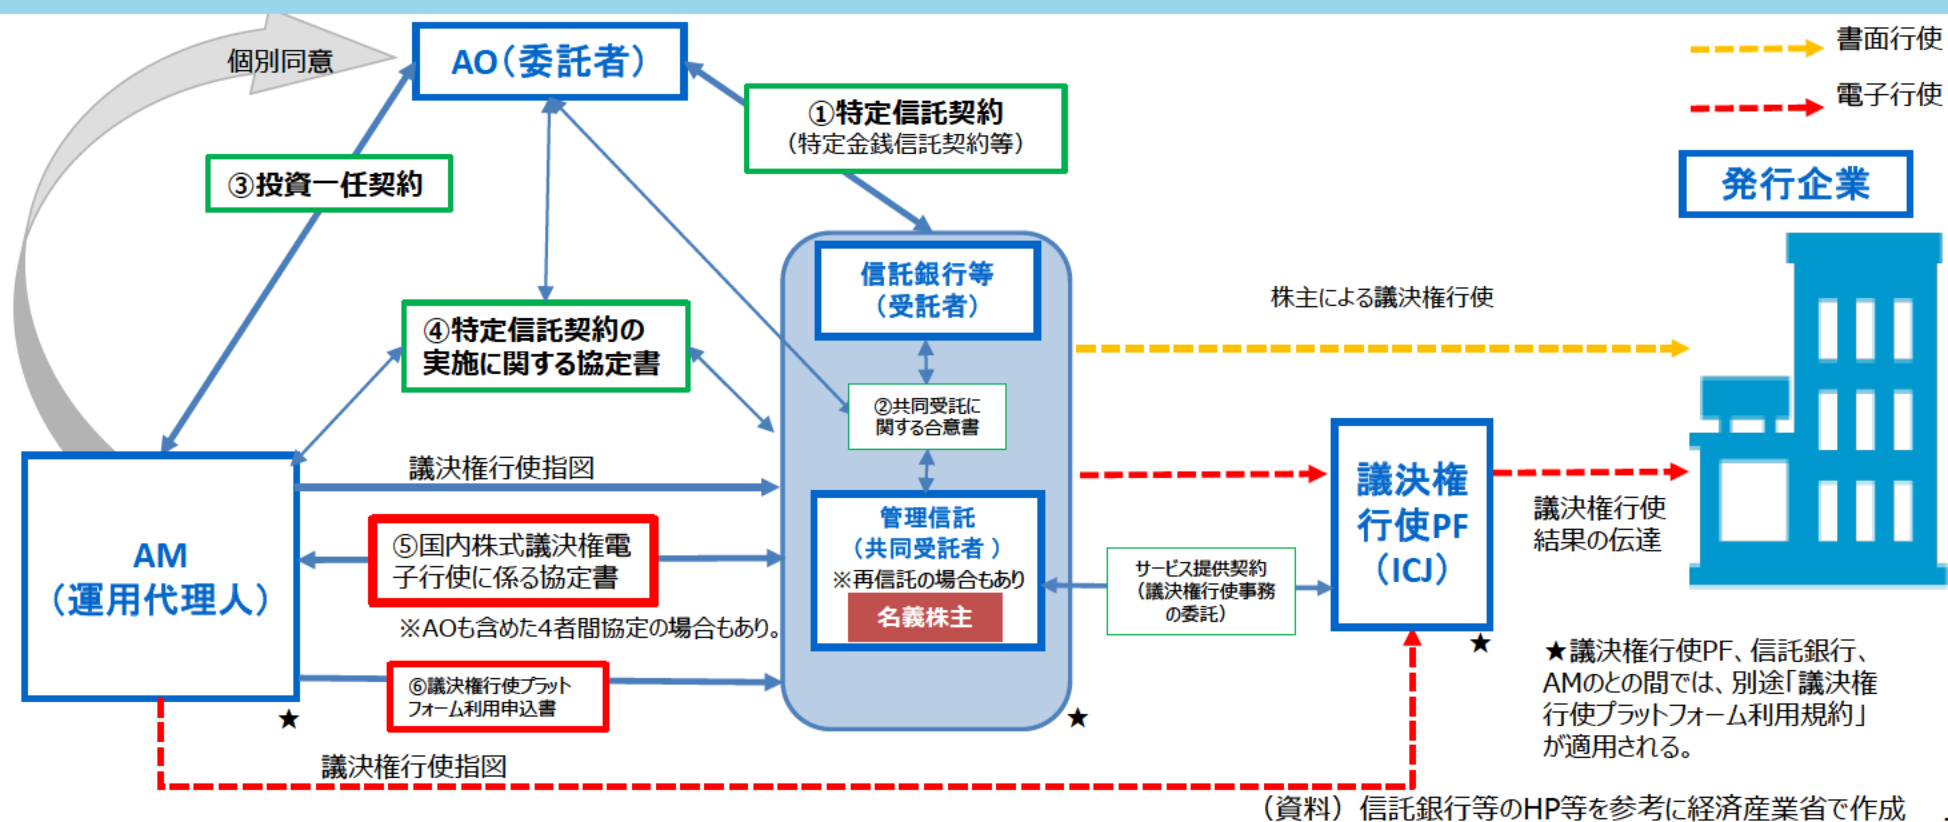 個別同意
AO（委託者）
①特定信託契約
（特定金銭信託契約等）
書面行使
電子行使
発行企業
③投資一任契約
④特定信託契約の
実施に関する協定書
信託銀行等
（受託者）
②共同受託に
関する合意書
株主による議決権行使
議決権行使指図
AM
（運用代理人）
⑤国内株式議決権電
子行使に係る協定書
※AOも含めた4者間協定の場合もあり。
⑥議決権行使プラット
フォーム利用申込書
管理信託
（共同受託者 ）
※再信託の場合もあり
名義株主
サービス提供契約
（議決権行使事務
の委託）
議決権
行使PF
（ICJ）
議決権行使
結果の伝達
★
★
★
★議決権行使PF、信託銀行、
AMのとの間では、別途「議決権
行使プラットフォーム利用規約」
が適用される。
議決権行使指図
（資料）信託銀行等のHP等を参考に経済産業省で作成